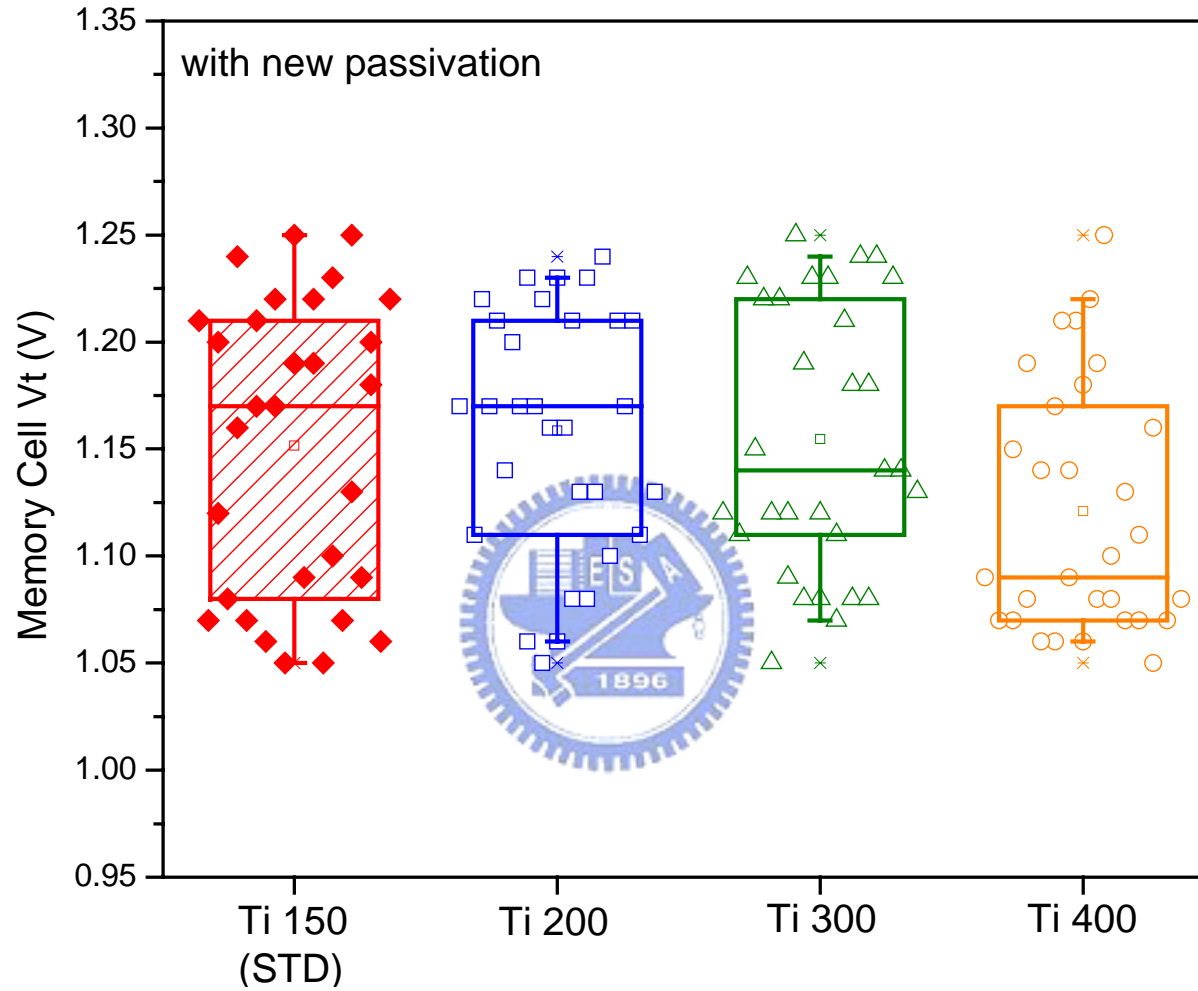 with new passivation
Memory Cell Vt (V)
1.35
1.30
1.25
1.20
1.15
1.10
1.05
1.00
0.95
E S A
1896
Ti 150
(STD)
Ti 200
Ti 300
Ti 400